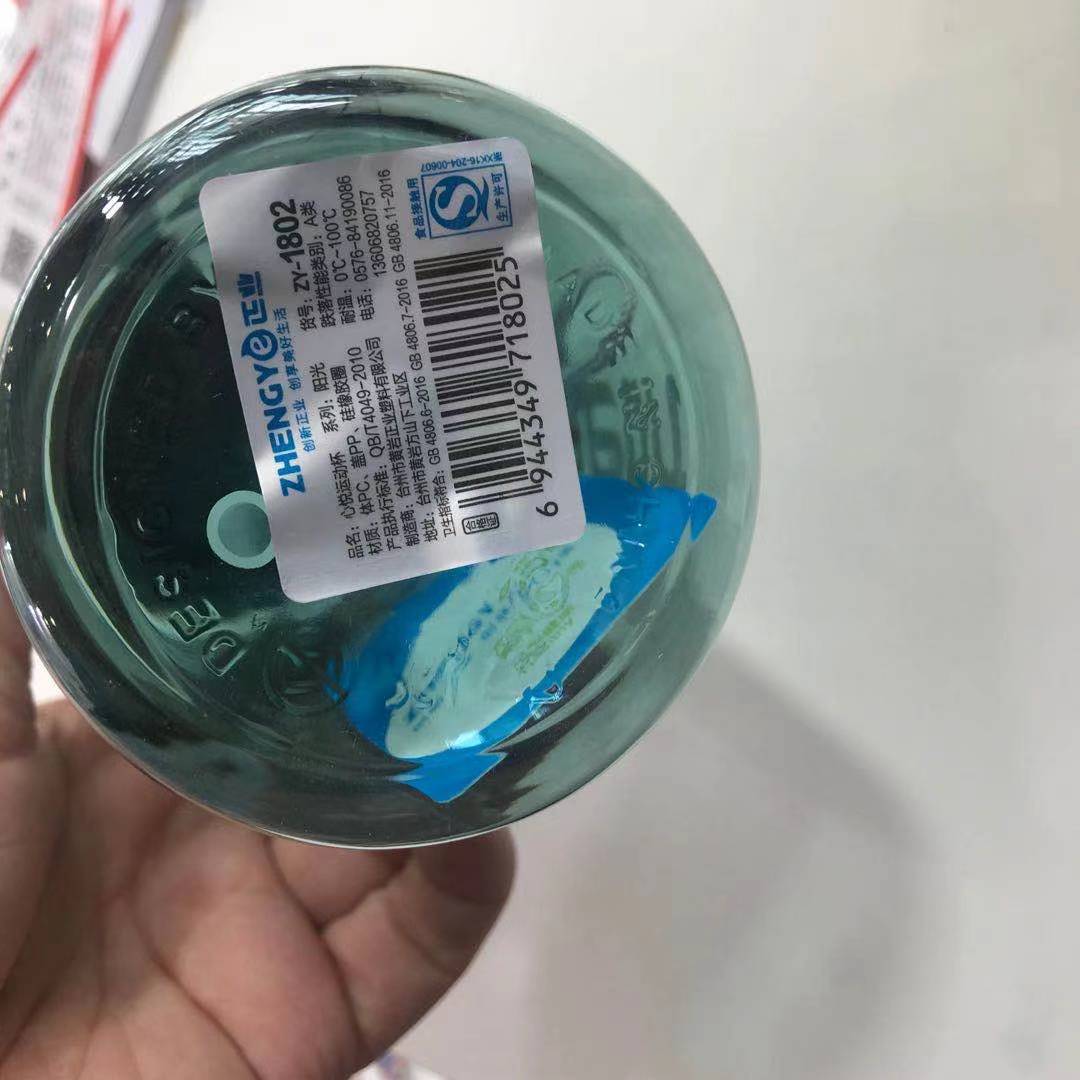 ZHENGYe正业
创新正业 创享美好生活
货号：ZY-1802
品名：心悦运动杯 系列：阳光 跌落性能类别：A类
材质：体PC、盖PP、硅橡胶圈 耐温：0℃-100℃
产品执行标准：QB/T4049-2010 电话：0576-84190086
制造商：台州市黄岩正业塑料有限公司 13606820757
地址：台州市黄岩方山下工业区
卫生指标符合：GB 4806.6-2016 GB 4806.7-2016 GB 4806.11-2016
合格证
6 944349 718025
食品接触用
生产许可
浙XK16-204-00607
DESIGN BY